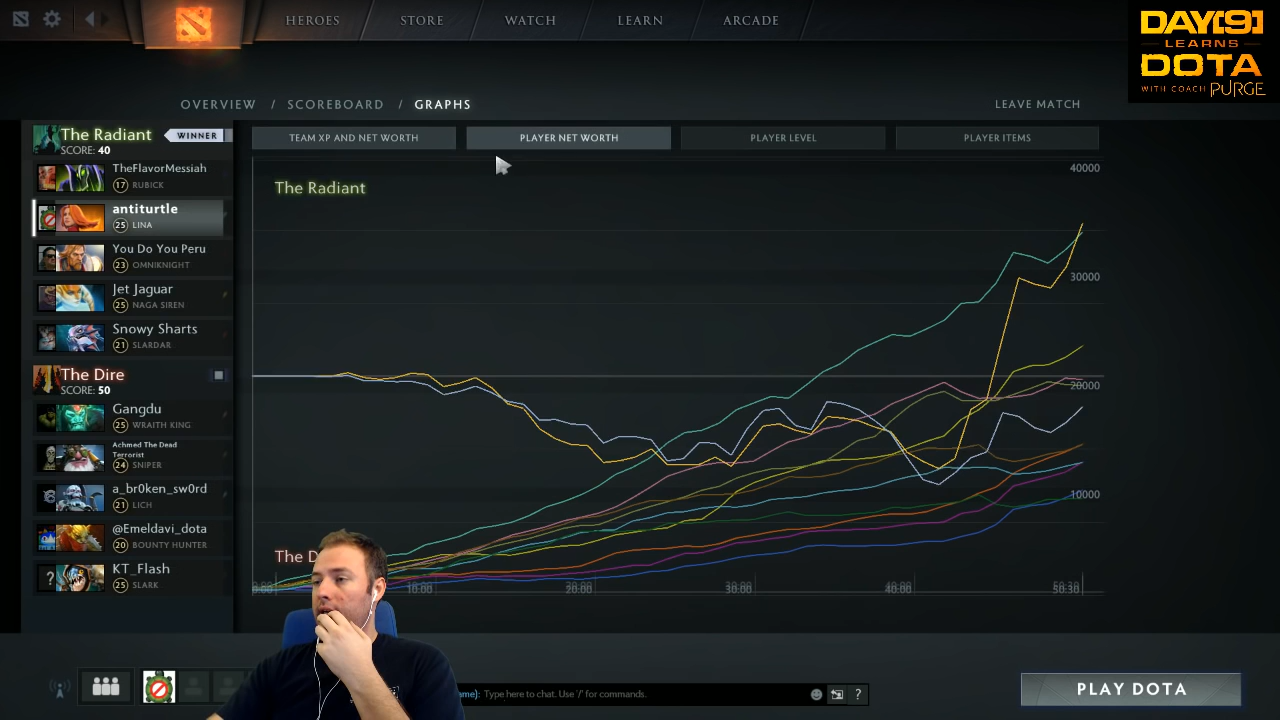 HEROES
STORE
WATCH
LEARN
ARCADE
DAY[9]
LEARNS
DOTA
WITH COACH PURGE
OVERVIEW / SCOREBOARD / GRAPHS
LEAVE MATCH
The Radiant
WINNER
SCORE: 40
TheFlavorMessiah
17 RUBICK
antiturtle
25 LINA
You Do You Peru
23 OMNIKNIGHT
Jet Jaguar
25 NAGA SIREN
Snowy Sharts
21 SLARDAR
The Dire
SCORE: 50
Gangdu
25 WRAITH KING
Achmed The Dead
Terrorist
24 SNIPER
a_br0ken_sw0rd
21 LICH
@Emeldavi_dota
20 BOUNTY HUNTER
KT_Flash
25 SLARK
TEAM XP AND NET WORTH
PLAYER NET WORTH
PLAYER LEVEL
PLAYER ITEMS
The Radiant
40000
30000
20000
10000
The D
0:00
10:00
20:00
30:00
40:00
50:30
?
Type here to chat. Use '/' for commands.
?
PLAY DOTA